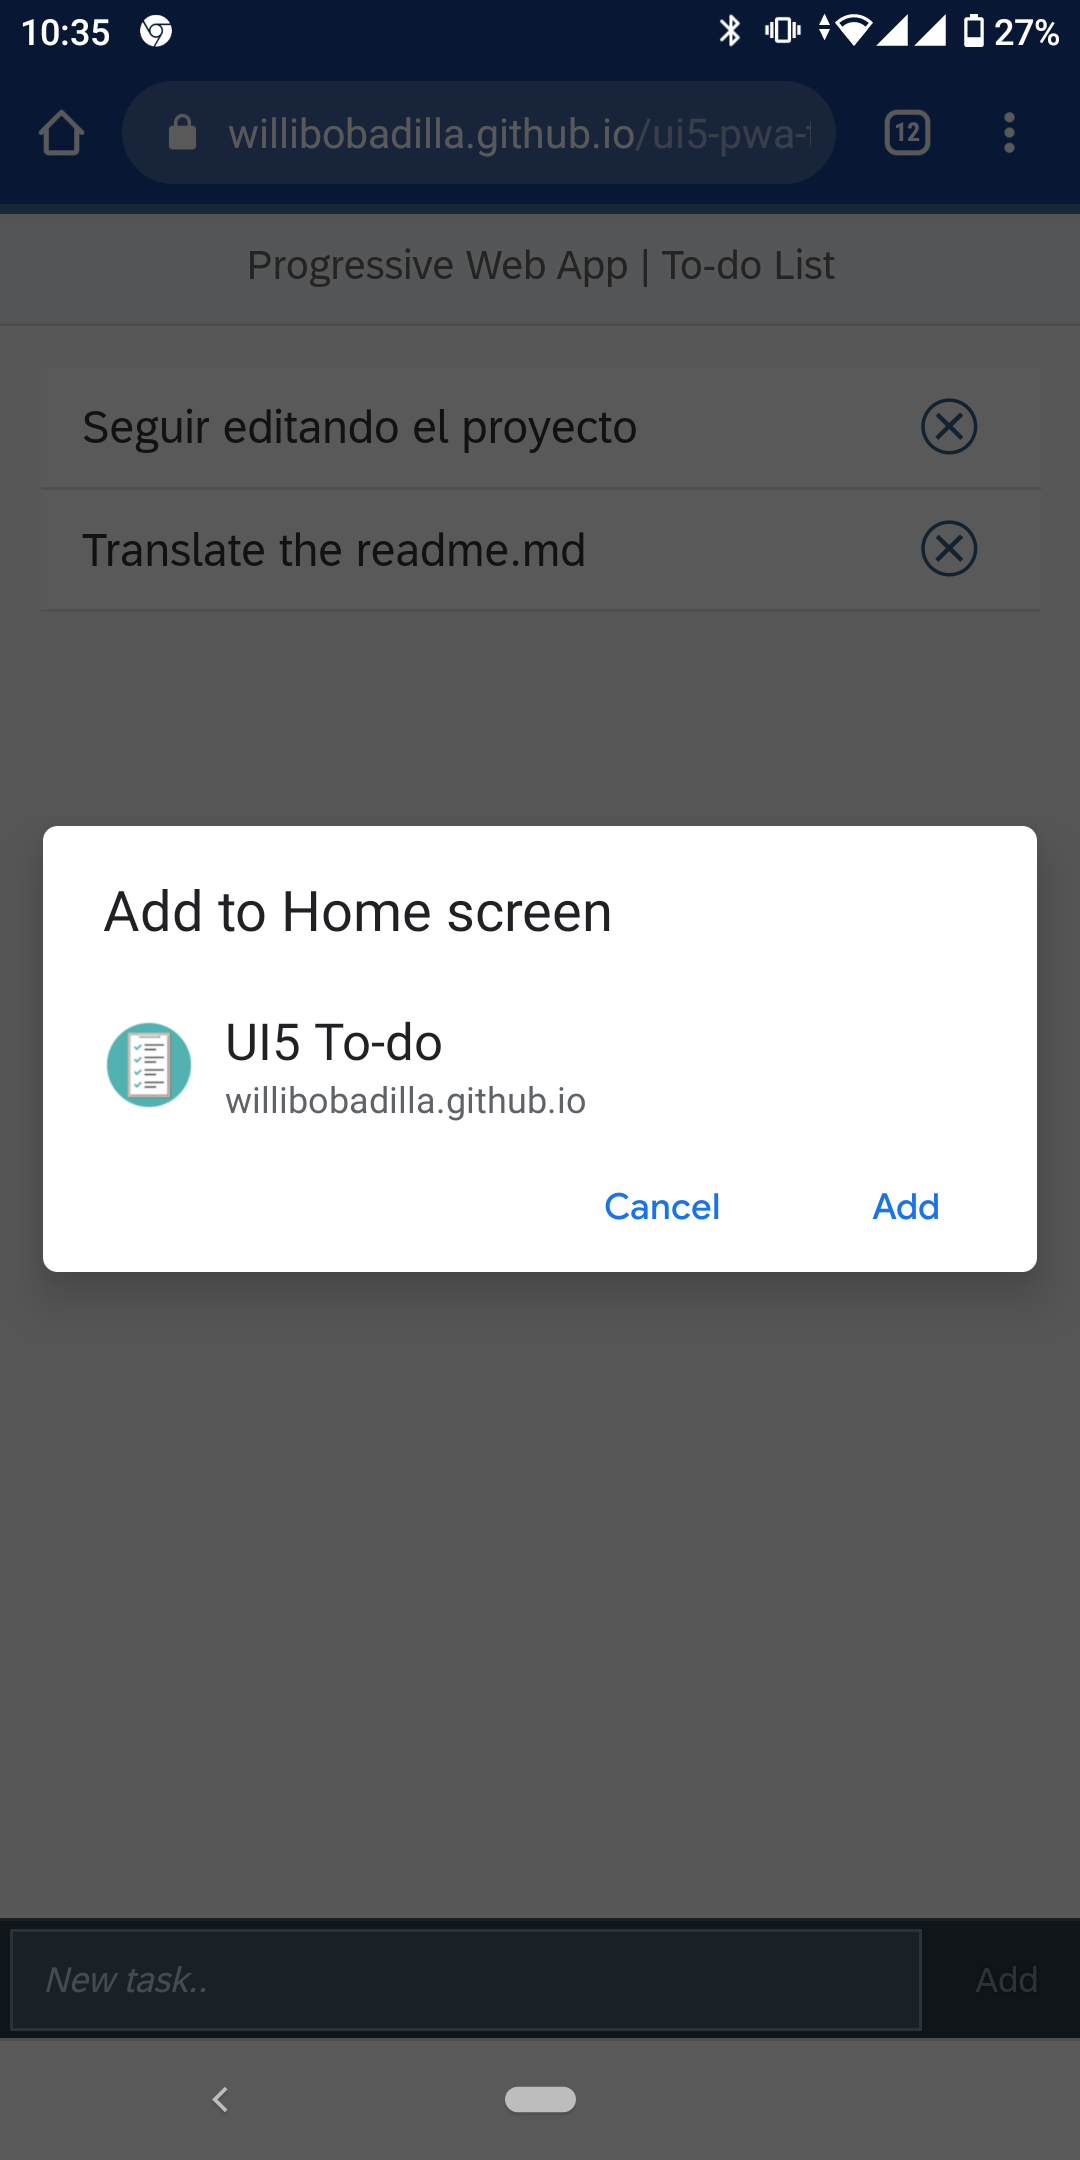 10:35
27%
willibobadilla.github.io/ui5-pwa-
12
Progressive Web App | To-do List
Seguir editando el proyecto
Translate the readme.md
Add to Home screen
UI5 To-do
willibobadilla.github.io
Cancel Add
New task.. Add